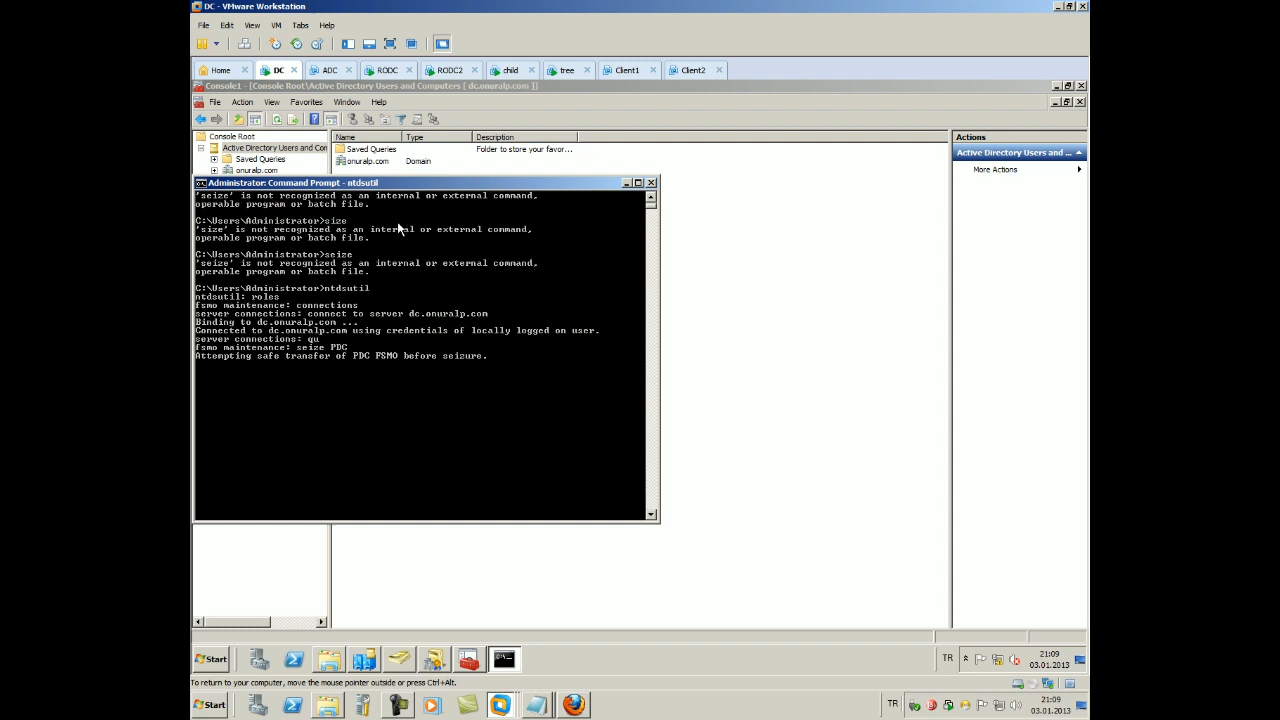 DC - VMware Workstation
File Edit View VM Tabs Help
Home DC ADC RODC RODC2 child tree Client1 Client2
Console1 - [Console Root\Active Directory Users and Computers [ dc.onuralp.com ]]
File Action View Favorites Window Help
Console Root
Active Directory Users and Con
Saved Queries
onuralp.com
Name Type Description
Saved Queries Folder to store your favor...
onuralp.com Domain
Actions
Active Directory Users and ...
More Actions
Administrator: Command Prompt - ntdsutil
'seize' is not recognized as an internal or external command,
operable program or batch file.
C:\Users\Administrator>size
'size' is not recognized as an internal or external command,
operable program or batch file.
C:\Users\Administrator>seize
'seize' is not recognized as an internal or external command,
operable program or batch file.
C:\Users\Administrator>ntdsutil
ntdsutil: roles
fsmo maintenance: connections
server connections: connect to server dc.onuralp.com
Binding to dc.onuralp.com ...
Connected to dc.onuralp.com using credentials of locally logged on user.
server connections: qu
fsmo maintenance: seize PDC
Attempting safe transfer of PDC FSMO before seizure.
Start TR 21:09
03.01.2013
To return to your computer, move the mouse pointer outside or press Ctrl+Alt.
Start TR 21:09
03.01.2013